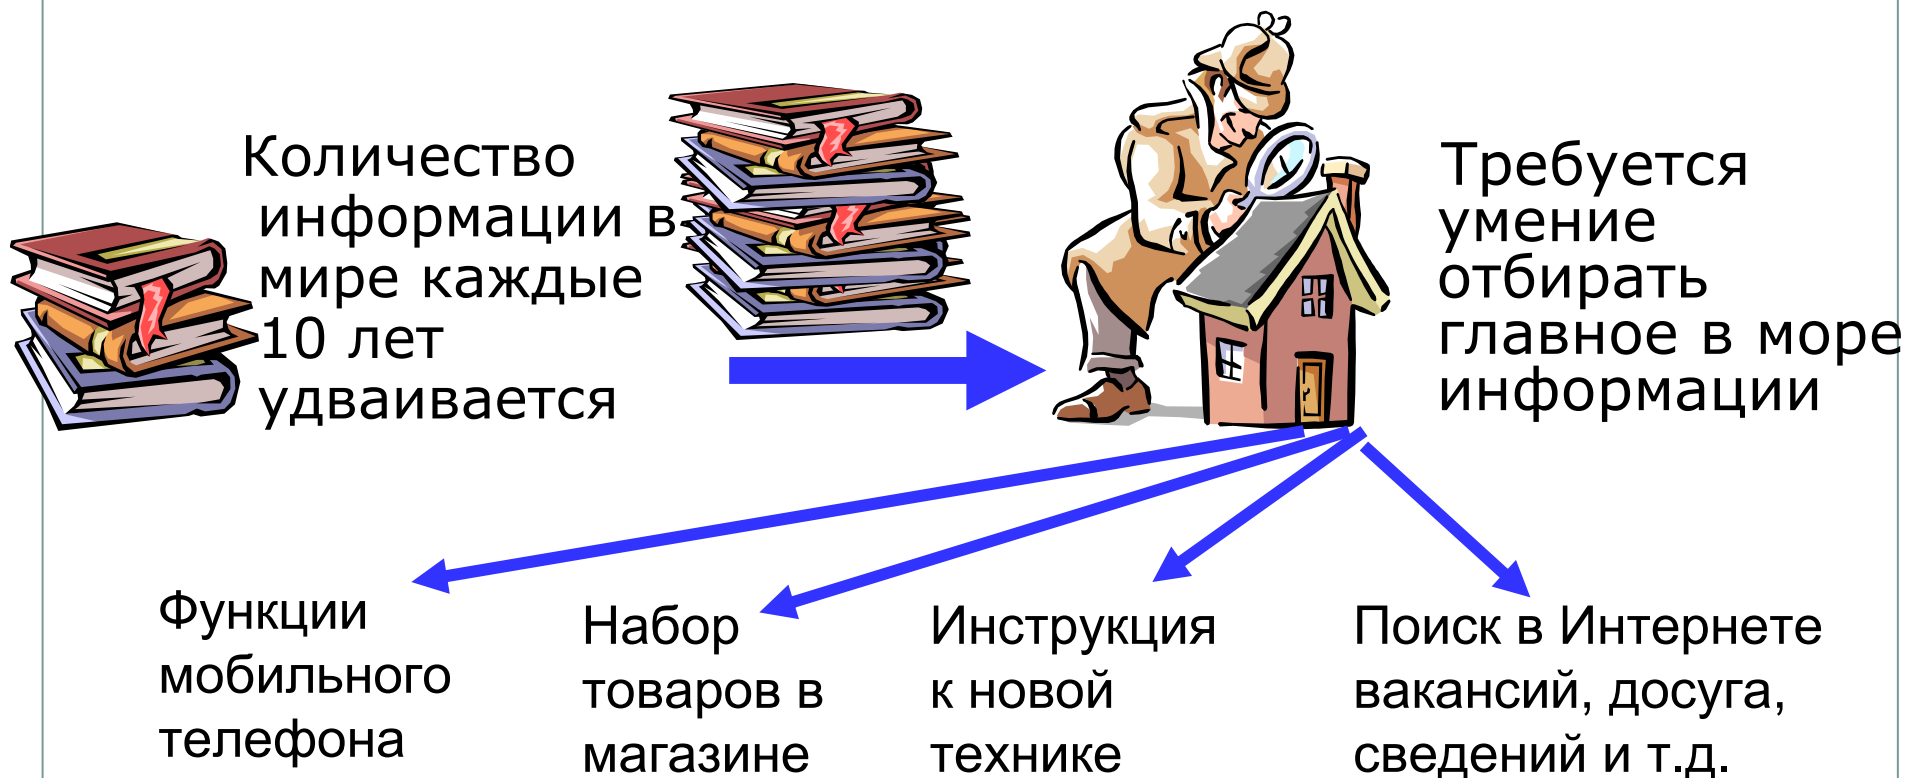 Количество
информации в
мире каждые
10 лет
удваивается
Требуется
умение
отбирать
главное в море
информации
Функции
мобильного
телефона
Набор
товаров в
магазине
Инструкция
к новой
технике
Поиск в Интернете
вакансий, досуга,
сведений и т.д.